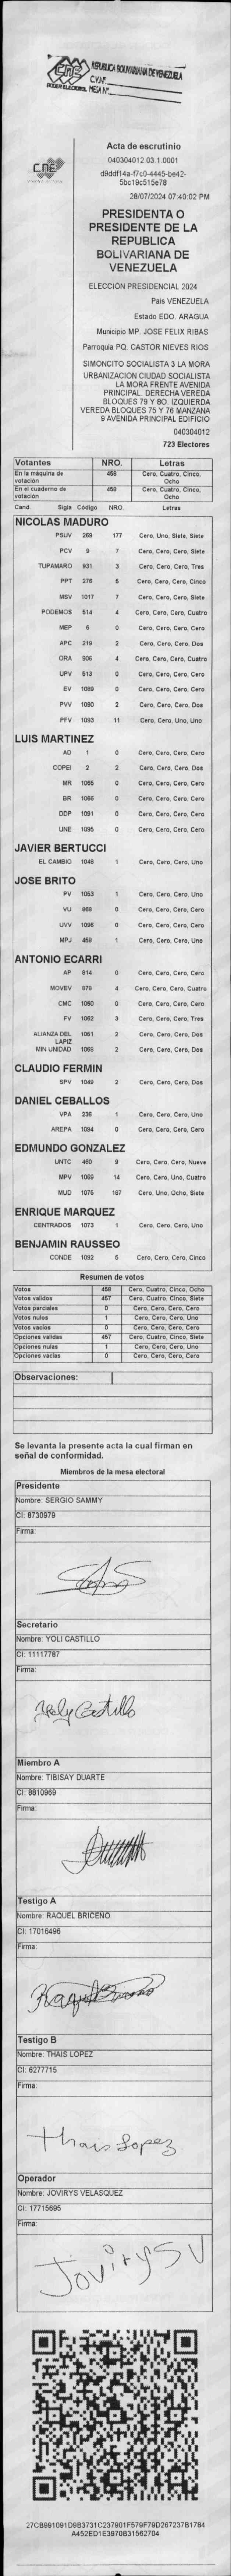 CNE
REPUBLICA BOLIVARIANA DE VENEZUELA
PODER ELECTORAL
MESA N°
CNE
Acta de escrutinio
040304012.03.1.0001
d9ddf14a-f7c0-4445-be42-
5bc19c515e78
28/07/2024 07:40:02 PM
PRESIDENTA O
PRESIDENTE DE LA
REPUBLICA
BOLIVARIANA DE
VENEZUELA
ELECCIÓN PRESIDENCIAL 2024
Pais VENEZUELA
Estado EDO. ARAGUA
Municipio MP. JOSE FELIX RIBAS
Parroquia PQ. CASTOR NIEVES RIOS
SIMONCITO SOCIALISTA 3 LA MORA
URBANIZACION CIUDAD SOCIALISTA
LA MORA FRENTE AVENIDA
PRINCIPAL. DERECHA VEREDA
BLOQUES 79 Y 80. IZQUIERDA
VEREDA BLOQUES 75 Y 76 MANZANA
9 AVENIDA PRINCIPAL EDIFICIO
040304012
723 Electores
Votantes NRO. Letras
En la máquina de votación 458 Cero, Cuatro, Cinco, Ocho
En el cuaderno de votación 458 Cero, Cuatro, Cinco, Ocho
Cand Sigla Código NRO. Letras
NICOLAS MADURO
PSUV 269 177 Cero, Uno, Siete, Siete
PCV 9 7 Cero, Cero, Cero, Siete
TUPAMARO 931 3 Cero, Cero, Cero, Tres
PPT 276 5 Cero, Cero, Cero, Cinco
MSV 1017 7 Cero, Cero, Cero, Siete
PODEMOS 514 4 Cero, Cero, Cero, Cuatro
MEP 6 0 Cero, Cero, Cero, Cero
APC 219 2 Cero, Cero, Cero, Dos
ORA 906 4 Cero, Cero, Cero, Cuatro
UPV 513 0 Cero, Cero, Cero, Cero
EV 1089 0 Cero, Cero, Cero, Cero
PVV 1090 2 Cero, Cero, Cero, Dos
PFV 1093 11 Cero, Cero, Uno, Uno
LUIS MARTINEZ
AD 1 0 Cero, Cero, Cero, Cero
COPEI 2 2 Cero, Cero, Cero, Dos
MR 1065 0 Cero, Cero, Cero, Cero
BR 1066 0 Cero, Cero, Cero, Cero
DDP 1091 0 Cero, Cero, Cero, Cero
UNE 1095 0 Cero, Cero, Cero, Cero
JAVIER BERTUCCI
EL CAMBIO 1048 1 Cero, Cero, Cero, Uno
JOSE BRITO
PV 1053 1 Cero, Cero, Cero, Uno
VU 868 0 Cero, Cero, Cero, Cero
UVV 1096 0 Cero, Cero, Cero, Cero
MPJ 459 1 Cero, Cero, Cero, Uno
ANTONIO ECARRI
AP 814 0 Cero, Cero, Cero, Cero
MOVEV 879 4 Cero, Cero, Cero, Cuatro
CMC 1050 0 Cero, Cero, Cero, Cero
FV 1062 3 Cero, Cero, Cero, Tres
ALIANZA DEL LAPIZ 1061 2 Cero, Cero, Cero, Dos
MIN UNIDAD 1068 2 Cero, Cero, Cero, Dos
CLAUDIO FERMIN
SPV 1049 2 Cero, Cero, Cero, Dos
DANIEL CEBALLOS
VPA 236 1 Cero, Cero, Cero, Uno
AREPA 1094 0 Cero, Cero, Cero, Cero
EDMUNDO GONZALEZ
UNTC 460 9 Cero, Cero, Cero, Nueve
MPV 1069 14 Cero, Cero, Uno, Cuatro
MUD 1075 187 Cero, Uno, Ocho, Siete
ENRIQUE MARQUEZ
CENTRADOS 1073 1 Cero, Cero, Cero, Uno
BENJAMIN RAUSSEO
CONDE 1092 5 Cero, Cero, Cero, Cinco
Resumen de votos
Votos 458 Cero, Cuatro, Cinco, Ocho
Votos validos 457 Cero, Cuatro, Cinco, Siete
Votos parciales 0 Cero, Cero, Cero, Cero
Votos nulos 1 Cero, Cero, Cero, Uno
Votos vacios 0 Cero, Cero, Cero, Cero
Opciones validas 457 Cero, Cuatro, Cinco, Siete
Opciones nulas 1 Cero, Cero, Cero, Uno
Opciones vacias 0 Cero, Cero, Cero, Cero
Observaciones:
Se levanta la presente acta la cual firman en
señal de conformidad.
Miembros de la mesa electoral
Presidente
Nombre: SERGIO SAMMY
CI: 8730979
Firma:
Secretario
Nombre: YOLI CASTILLO
CI: 11117787
Firma:
Yoly Castillo
Miembro A
Nombre: TIBISAY DUARTE
CI: 8810969
Firma:
Testigo A
Nombre: RAQUEL BRICEÑO
CI: 17016496
Firma:
Raquel Briceño
Testigo B
Nombre: THAIS LOPEZ
CI: 6277715
Firma:
Thais Lopez
Operador
Nombre: JOVIRYS VELASQUEZ
CI: 17715695
Firma:
Jovirys V
27CB991091D9B3731C237901F579F79D267237B1784
A452ED1E3970B31562704